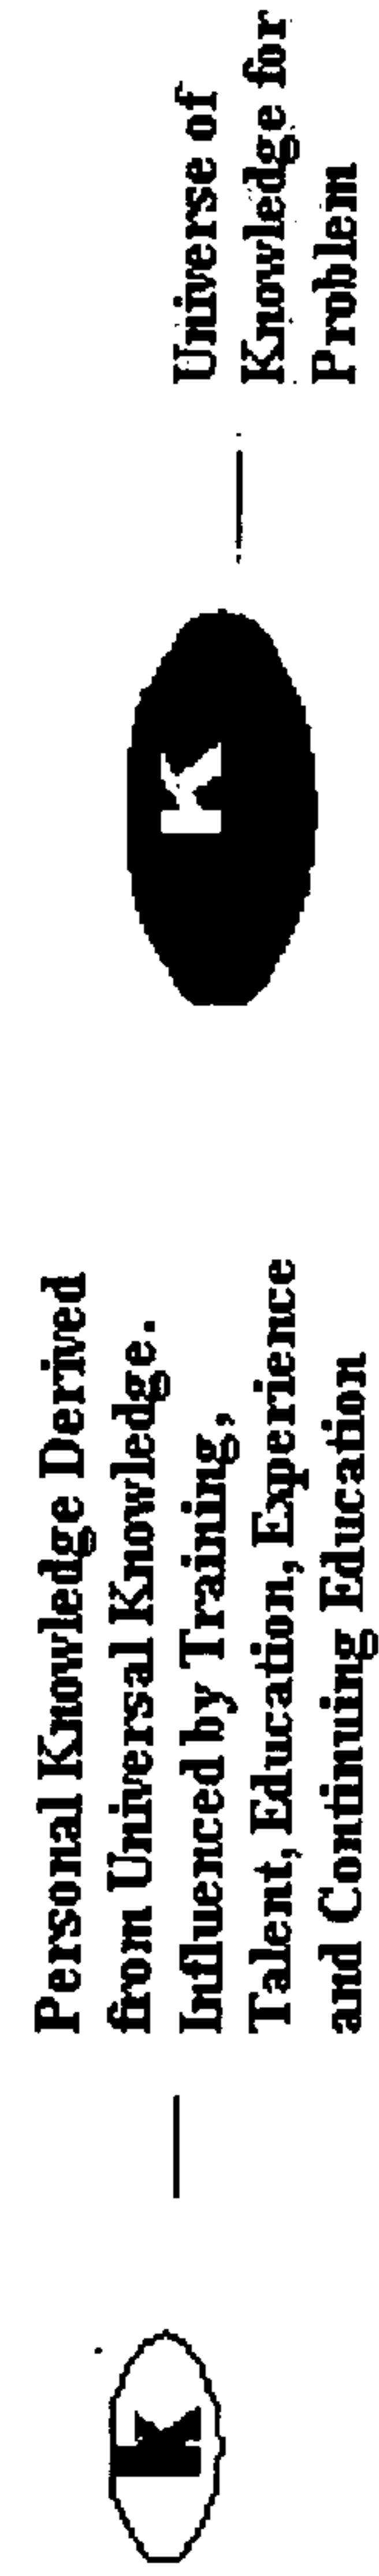 k
Personal Knowledge Derived
from Universal Knowledge.
Influenced by Training,
Talent, Education, Experience
and Continuing Education
K
Universe of
Knowledge for
Problem